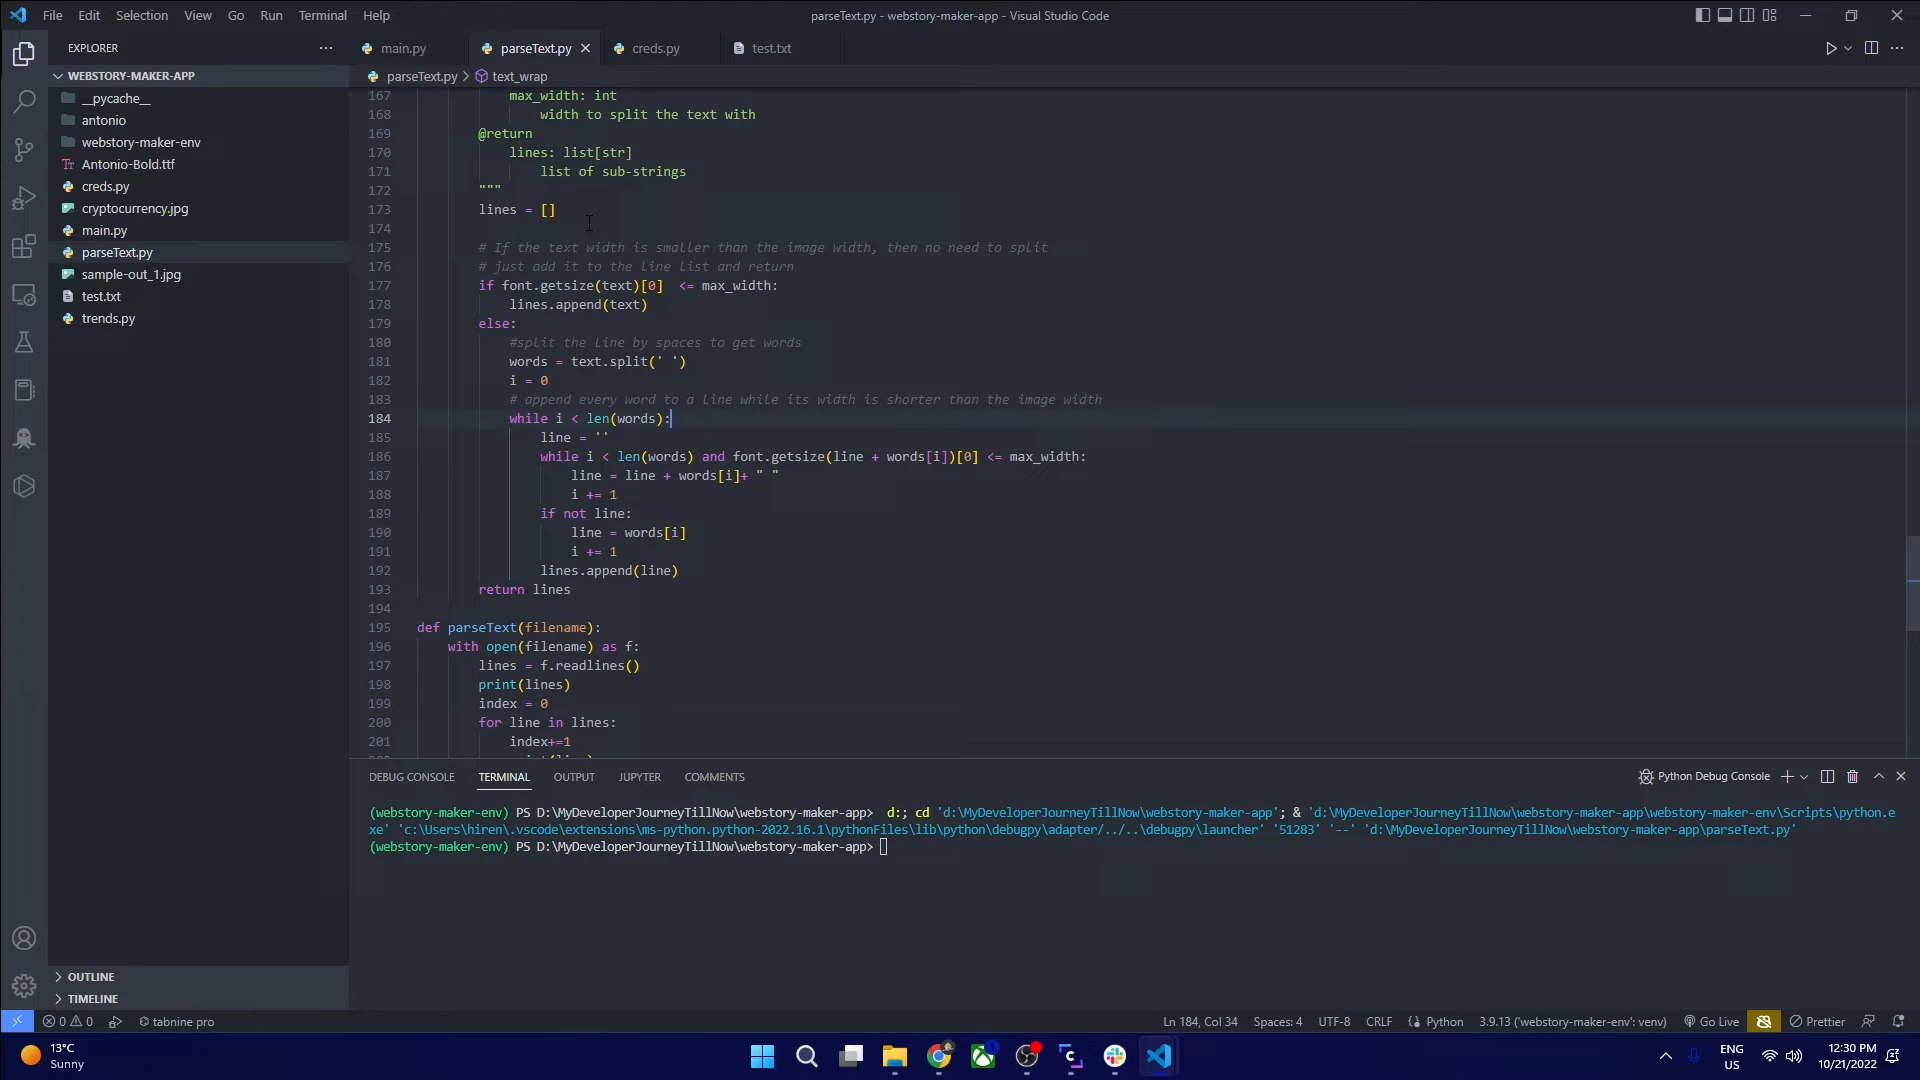 File Edit Selection View Go Run Terminal Help
parseText.py - webstory-maker-app - Visual Studio Code
EXPLORER
main.py
parseText.py
creds.py
test.txt
WEBSTORY-MAKER-APP
parseText.py > text_wrap
__pycache__
antonio
webstory-maker-env
Antonio-Bold.ttf
creds.py
cryptocurrency.jpg
main.py
parseText.py
sample-out_1.jpg
test.txt
trends.py
OUTLINE
TIMELINE
167 max_width: int
168 width to split the text with
169 @return
170 lines: list[str]
171 list of sub-strings
172 """
173 lines = []
174
175 # If the text width is smaller than the image width, then no need to split
176 # just add it to the line list and return
177 if font.getsize(text)[0]  <= max_width:
178 lines.append(text)
179 else:
180 #split the line by spaces to get words
181 words = text.split(' ')
182 i = 0
183 # append every word to a line while its width is shorter than the image width
184 while i < len(words):
185 line = ''
186 while i < len(words) and font.getsize(line + words[i])[0] <= max_width:
187 line = line + words[i]+ " "
188 i += 1
189 if not line:
190 line = words[i]
191 i += 1
192 lines.append(line)
193 return lines
194
195 def parseText(filename):
196 with open(filename) as f:
197 lines = f.readlines()
198 print(lines)
199 index = 0
200 for line in lines:
201 index+=1
DEBUG CONSOLE TERMINAL OUTPUT JUPYTER COMMENTS
Python Debug Console
(webstory-maker-env) PS D:\MyDeveloperJourneyTillNow\webstory-maker-app>  d:; cd 'd:\MyDeveloperJourneyTillNow\webstory-maker-app'; & 'd:\MyDeveloperJourneyTillNow\webstory-maker-app\webstory-maker-env\Scripts\python.e
xe' 'c:\Users\hiren\.vscode\extensions\ms-python.python-2022.16.1\pythonFiles\lib\python\debugpy\adapter/../..\debugpy\launcher' '51283' '--' 'd:\MyDeveloperJourneyTillNow\webstory-maker-app\parseText.py'
(webstory-maker-env) PS D:\MyDeveloperJourneyTillNow\webstory-maker-app>
0 0 tabnine pro
Ln 184, Col 34 Spaces: 4 UTF-8 CRLF Python 3.9.13 ('webstory-maker-env': venv) Go Live Prettier
13°C
Sunny
ENG
US
12:30 PM
10/21/2022